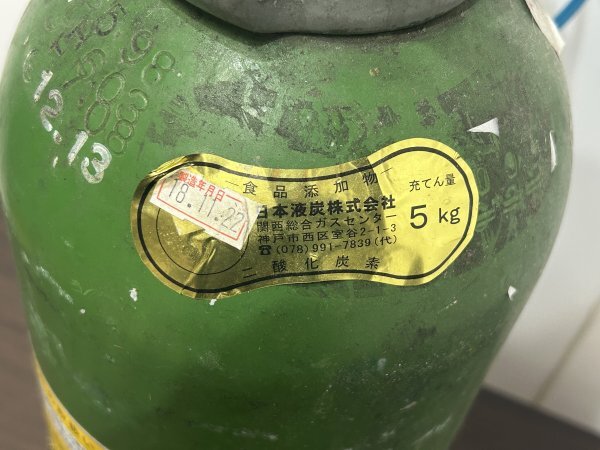 12.13
食品添加物
製造年月日
18.11.22
日本液炭株式会社
関西総合ガスセンター
神戸市西区室谷2-1-3
☎(078)991-7839(代)
二酸化炭素
充てん量
5 kg